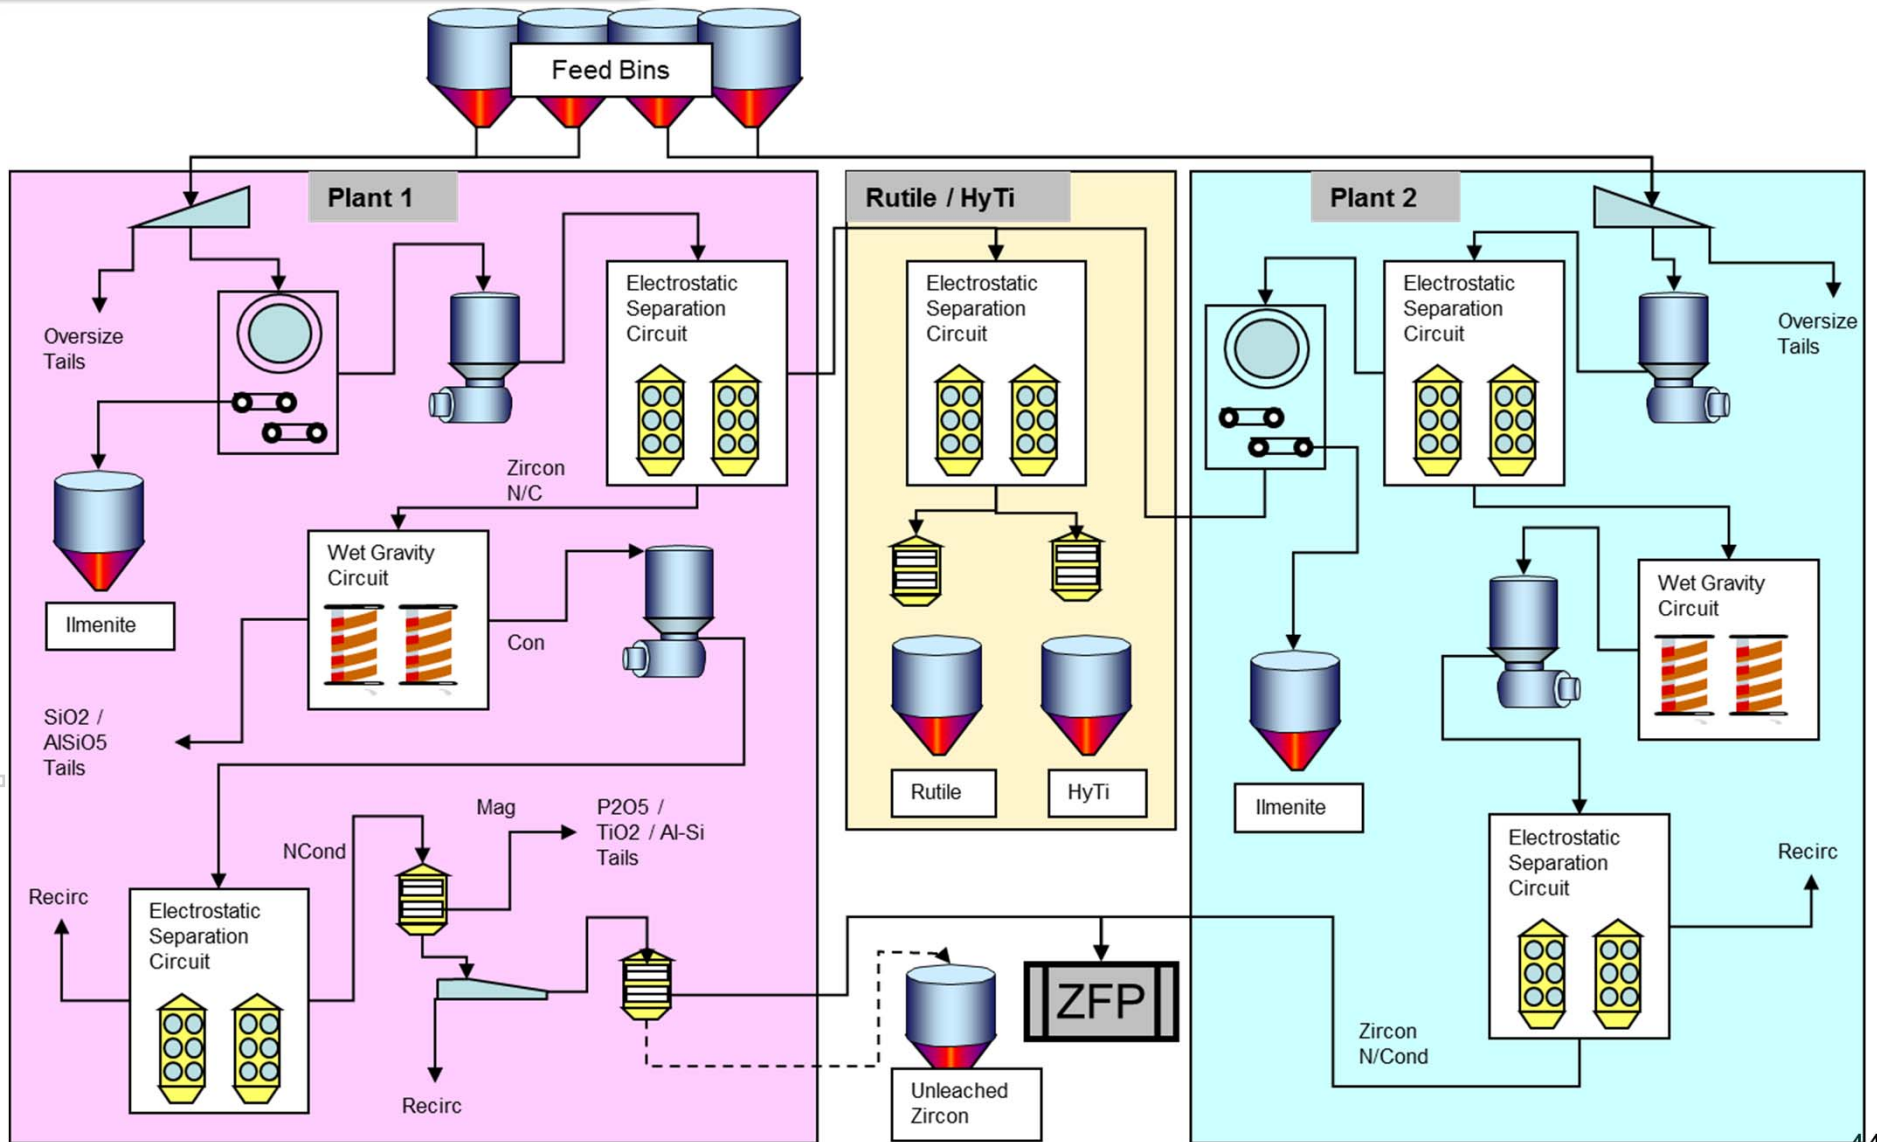 Feed Bins
Plant 1
Rutile / HyTi
Plant 2
Electrostatic
Separation
Circuit
Electrostatic
Separation
Circuit
Electrostatic
Separation
Circuit
Oversize
Tails
Oversize
Tails
Zircon
N/C
Wet Gravity
Circuit
Wet Gravity
Circuit
Ilmenite
Con
SiO2 /
AlSiO5
Tails
Rutile
HyTi
Ilmenite
Mag
P2O5 /
TiO2 / Al-Si
Tails
NCond
Recirc
Electrostatic
Separation
Circuit
Recirc
Electrostatic
Separation
Circuit
Recirc
ZFP
Zircon
N/Cond
Unleached
Zircon